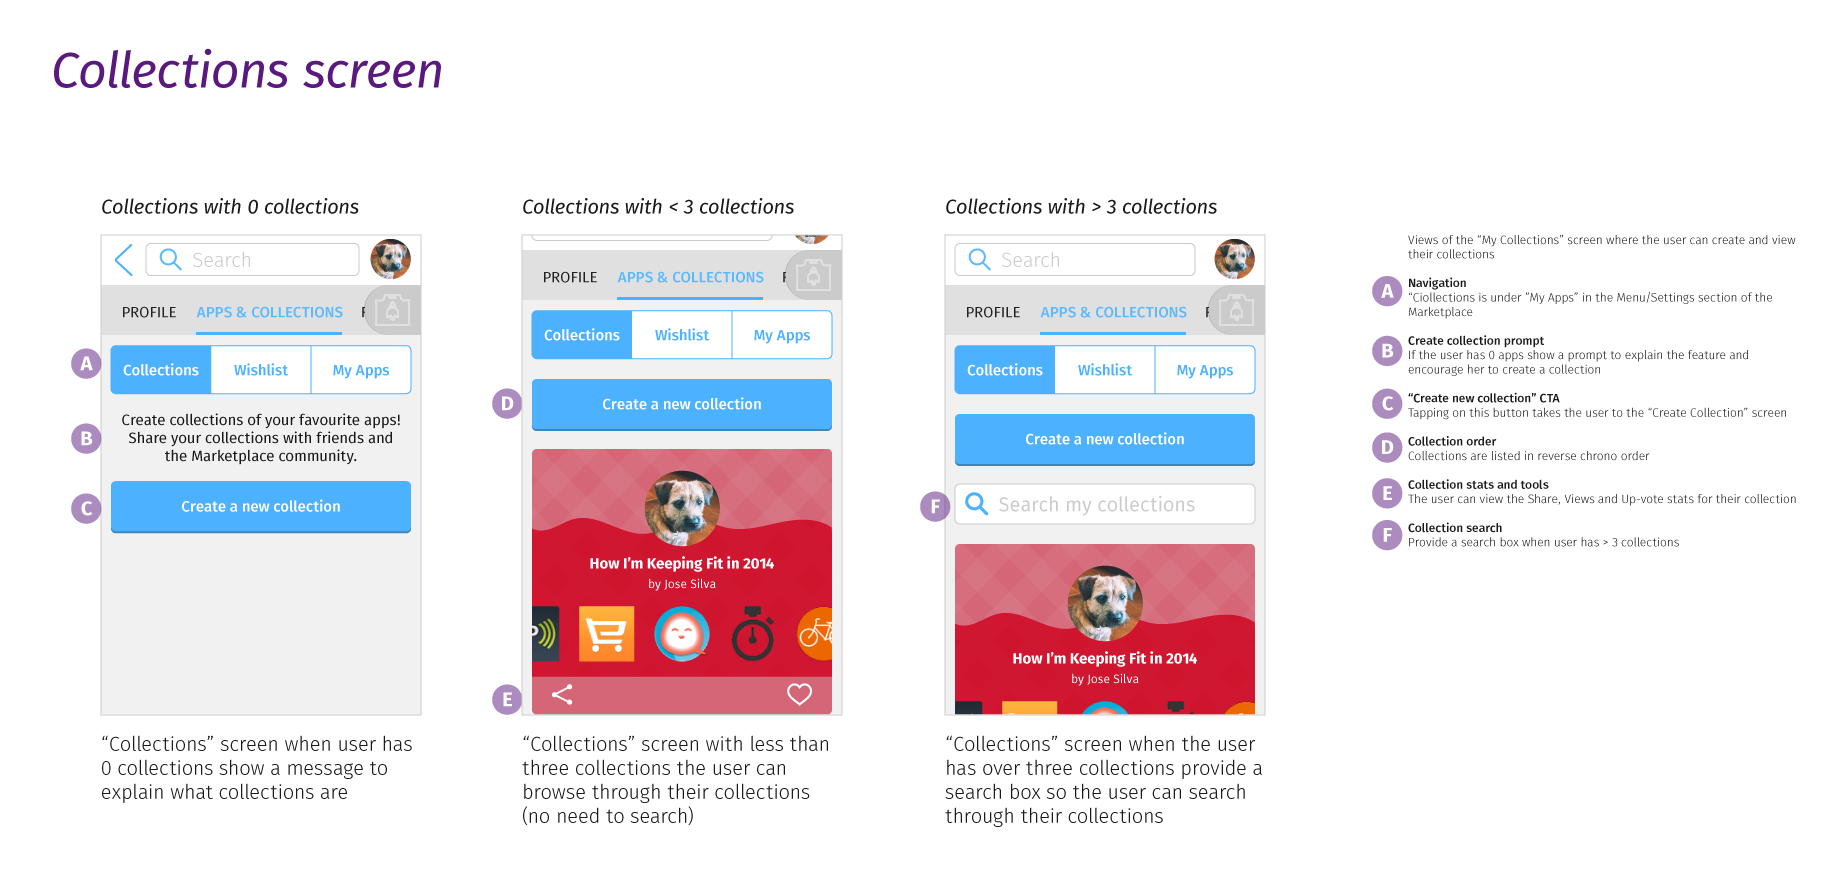 Collections screen
Collections with 0 collections
Search
PROFILE APPS & COLLECTIONS
A
Collections Wishlist My Apps
B
Create collections of your favourite apps!
Share your collections with friends and
the Marketplace community.
C
Create a new collection
“Collections” screen when user has
0 collections show a message to
explain what collections are
Collections with < 3 collections
PROFILE APPS & COLLECTIONS
Collections Wishlist My Apps
D
Create a new collection
How I’m Keeping Fit in 2014
by Jose Silva
E
“Collections” screen with less than
three collections the user can
browse through their collections
(no need to search)
Collections with > 3 collections
Search
PROFILE APPS & COLLECTIONS
Collections Wishlist My Apps
Create a new collection
F
Search my collections
How I’m Keeping Fit in 2014
by Jose Silva
“Collections” screen when the user
has over three collections provide a
search box so the user can search
through their collections
Views of the “My Collections” screen where the user can create and view
their collections
A
Navigation
“Ciollections is under ”My Apps” in the Menu/Settings section of the
Marketplace
B
Create collection prompt
If the user has 0 apps show a prompt to explain the feature and
encourage her to create a collection
C
“Create new collection” CTA
Tapping on this button takes the user to the “Create Collection” screen
D
Collection order
Collections are listed in reverse chrono order
E
Collection stats and tools
The user can view the Share, Views and Up-vote stats for their collection
F
Collection search
Provide a search box when user has > 3 collections